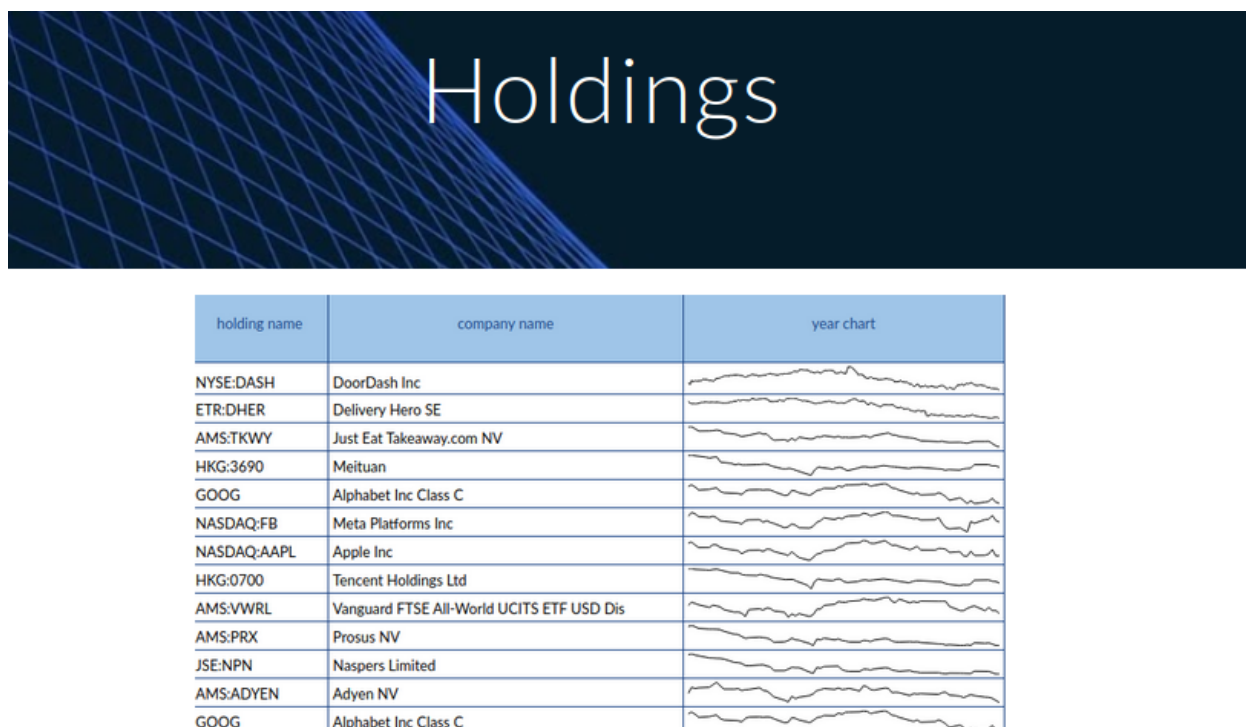 Holdings
holding name company name year chart
NYSE:DASH DoorDash Inc
ETR:DHER Delivery Hero SE
AMS:TKWY Just Eat Takeaway.com NV
HKG:3690 Meituan
GOOG Alphabet Inc Class C
NASDAQ:FB Meta Platforms Inc
NASDAQ:AAPL Apple Inc
HKG:0700 Tencent Holdings Ltd
AMS:VWRL Vanguard FTSE All-World UCITS ETF USD Dis
AMS:PRX Prosus NV
JSE:NPN Naspers Limited
AMS:ADYEN Adyen NV
GOOG Alphabet Inc Class C